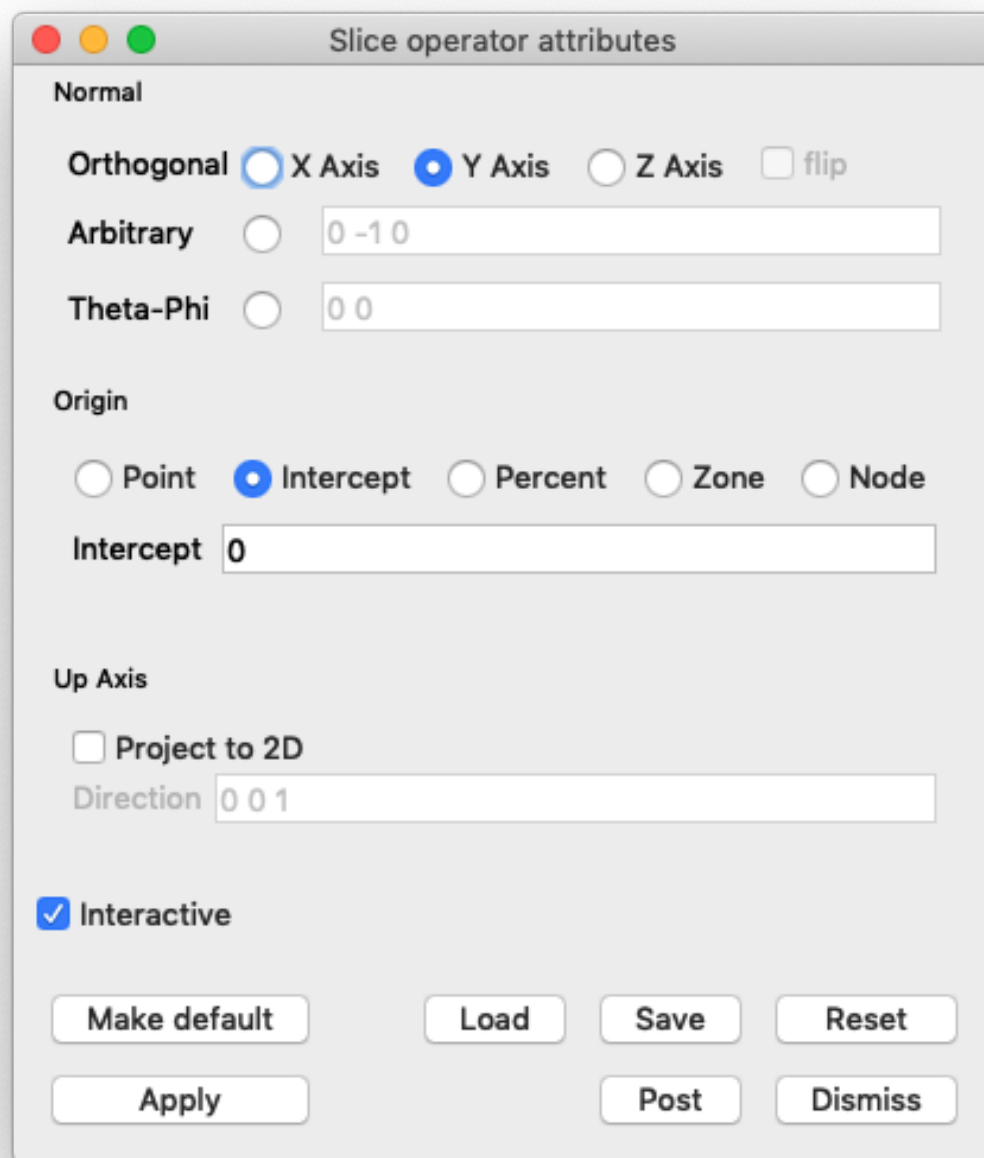 Slice operator attributes
Normal
Orthogonal X Axis Y Axis Z Axis flip
Arbitrary 0 -1 0
Theta-Phi 0 0
Origin
Point Intercept Percent Zone Node
Intercept 0
Up Axis
Project to 2D
Direction 0 0 1
Interactive
Make default Load Save Reset
Apply Post Dismiss